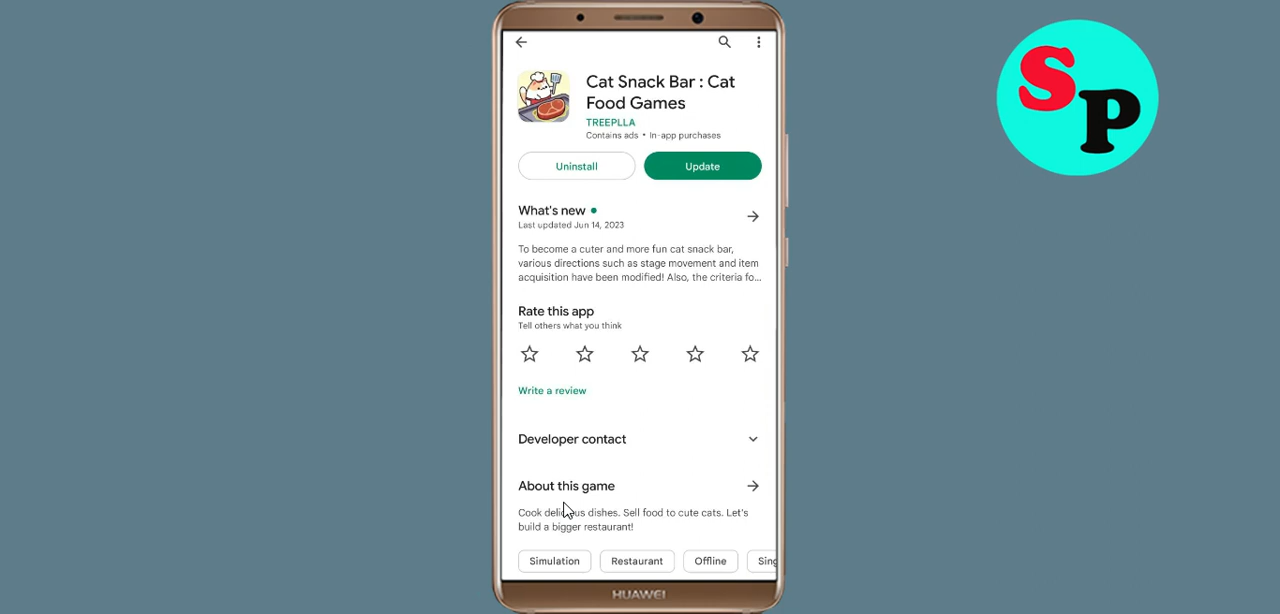 Cat Snack Bar : Cat
Food Games
TREEPLLA
Contains ads • In-app purchases
Uninstall
Update
What's new
Last updated Jun 14, 2023
To become a cuter and more fun cat snack bar,
various directions such as stage movement and item
acquisition have been modified! Also, the criteria fo...
Rate this app
Tell others what you think
Write a review
Developer contact
About this game
Cook delicious dishes. Sell food to cute cats. Let's
build a bigger restaurant!
Simulation
Restaurant
Offline
Sing
HUAWEI
SP